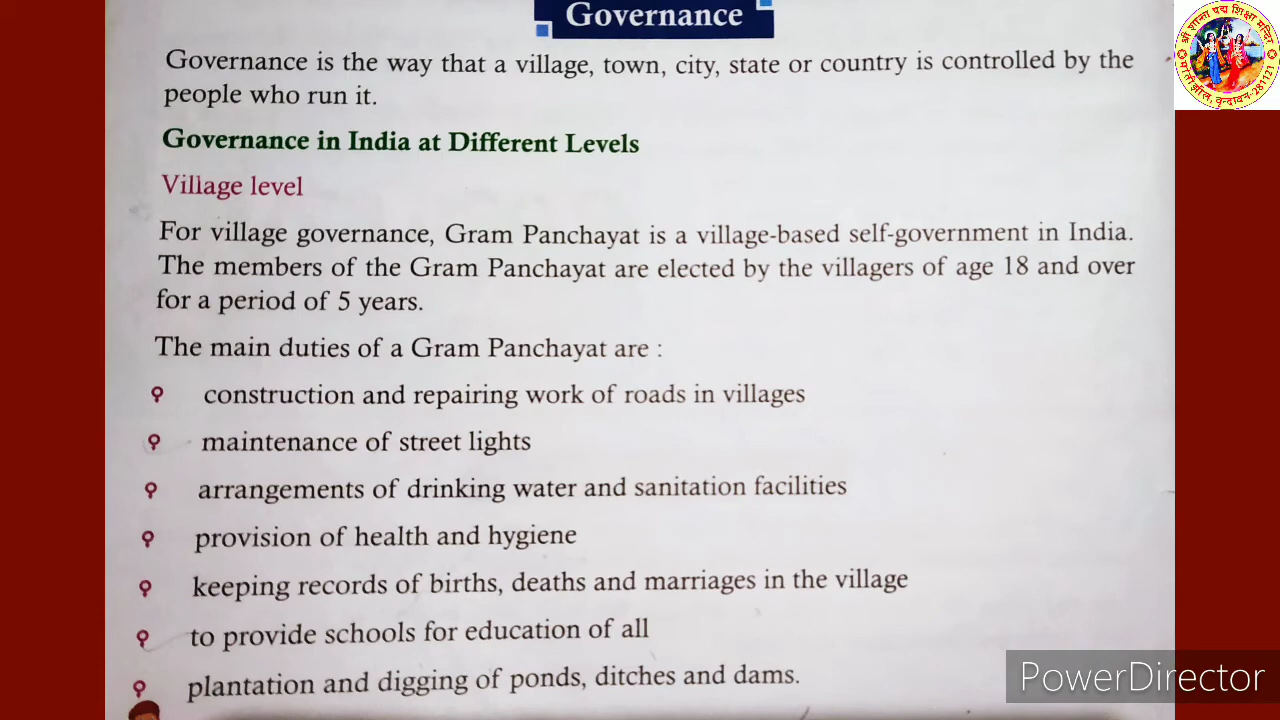 Governance
Governance is the way that a village, town, city, state or country is controlled by the
people who run it.
Governance in India at Different Levels
Village level
For village governance, Gram Panchayat is a village-based self-government in India.
The members of the Gram Panchayat are elected by the villagers of age 18 and over
for a period of 5 years.
The main duties of a Gram Panchayat are :
construction and repairing work of roads in villages
maintenance of street lights
arrangements of drinking water and sanitation facilities
provision of health and hygiene
keeping records of births, deaths and marriages in the village
to provide schools for education of all
plantation and digging of ponds, ditches and dams.
श्री शान्ता पद्म शिक्षा मन्दिर
वृन्दावन-281121
PowerDirector